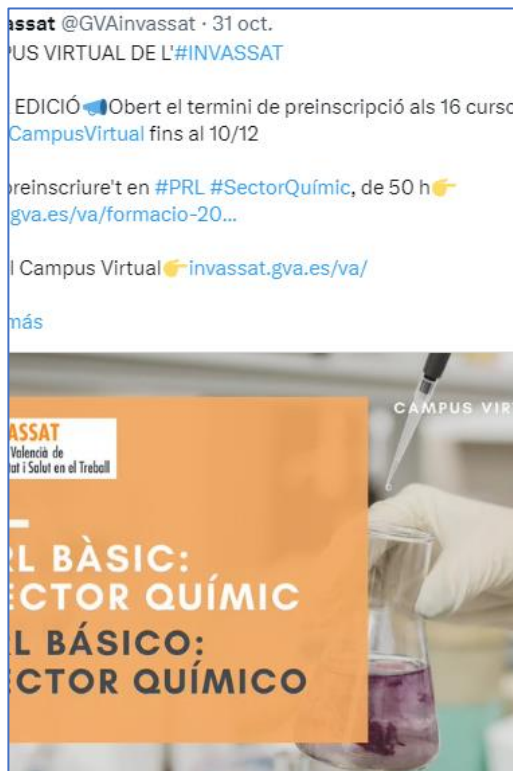 assat @GVAinvassat · 31 oct.
PUS VIRTUAL DE L'#INVASSAT
EDICIÓ Obert el termini de preinscripció als 16 curso
CampusVirtual fins al 10/12
preinscriure't en #PRL #SectorQuímic, de 50 h
gva.es/va/formacio-20...
l Campus Virtual invassat.gva.es/va/
más
CAMPUS VIR
ASSAT
Valencià de
tat i Salut en el Treball
RL BÀSIC:
ECTOR QUÍMIC
RL BÁSICO:
ECTOR QUÍMICO